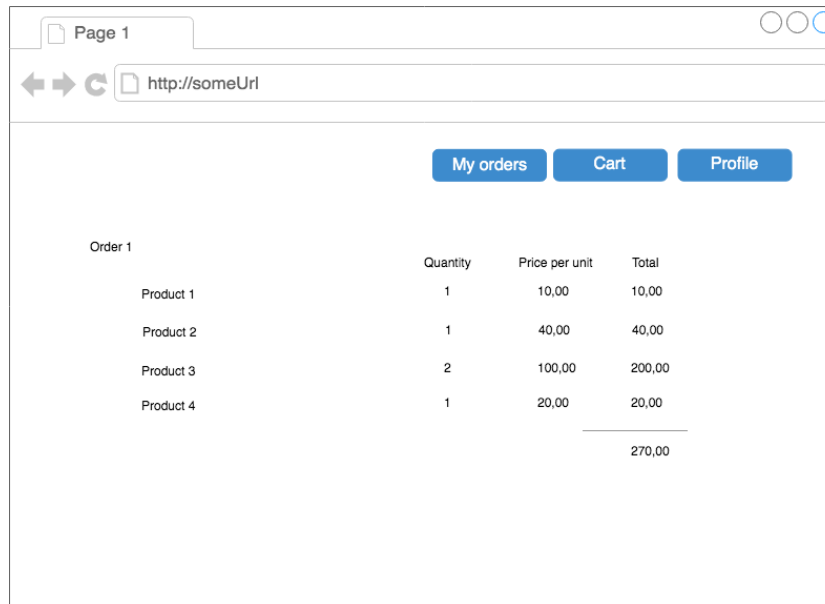 Page 1
http://someUrl
My orders Cart Profile
Order 1
Quantity Price per unit Total
Product 1 1 10,00 10,00
Product 2 1 40,00 40,00
Product 3 2 100,00 200,00
Product 4 1 20,00 20,00
270,00